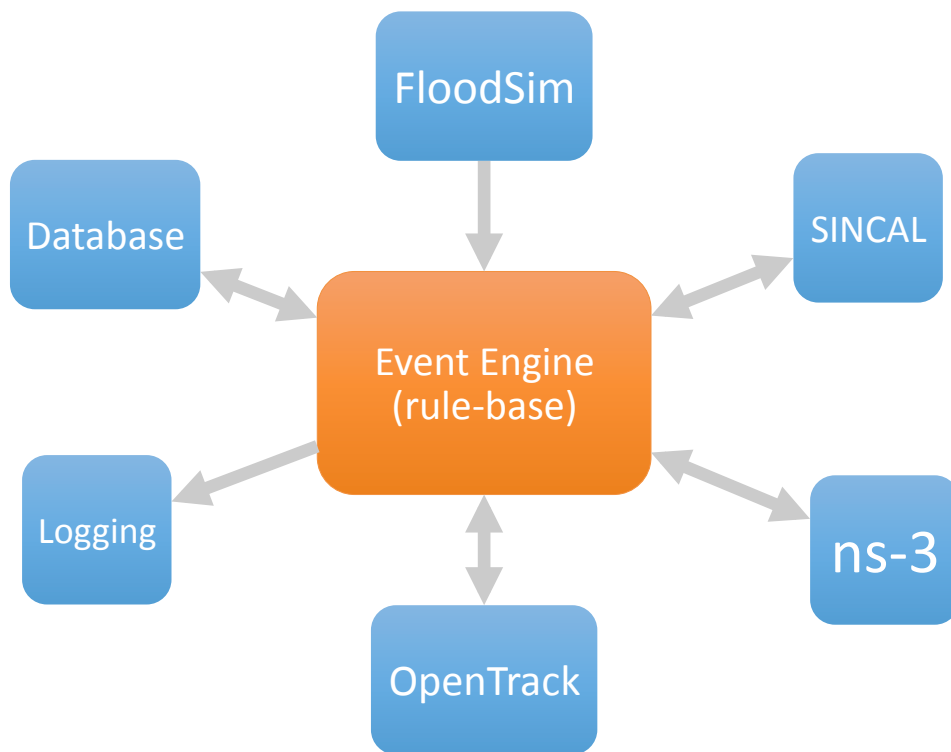 FloodSim
Database
SINCAL
Event Engine
(rule-base)
Logging
ns-3
OpenTrack